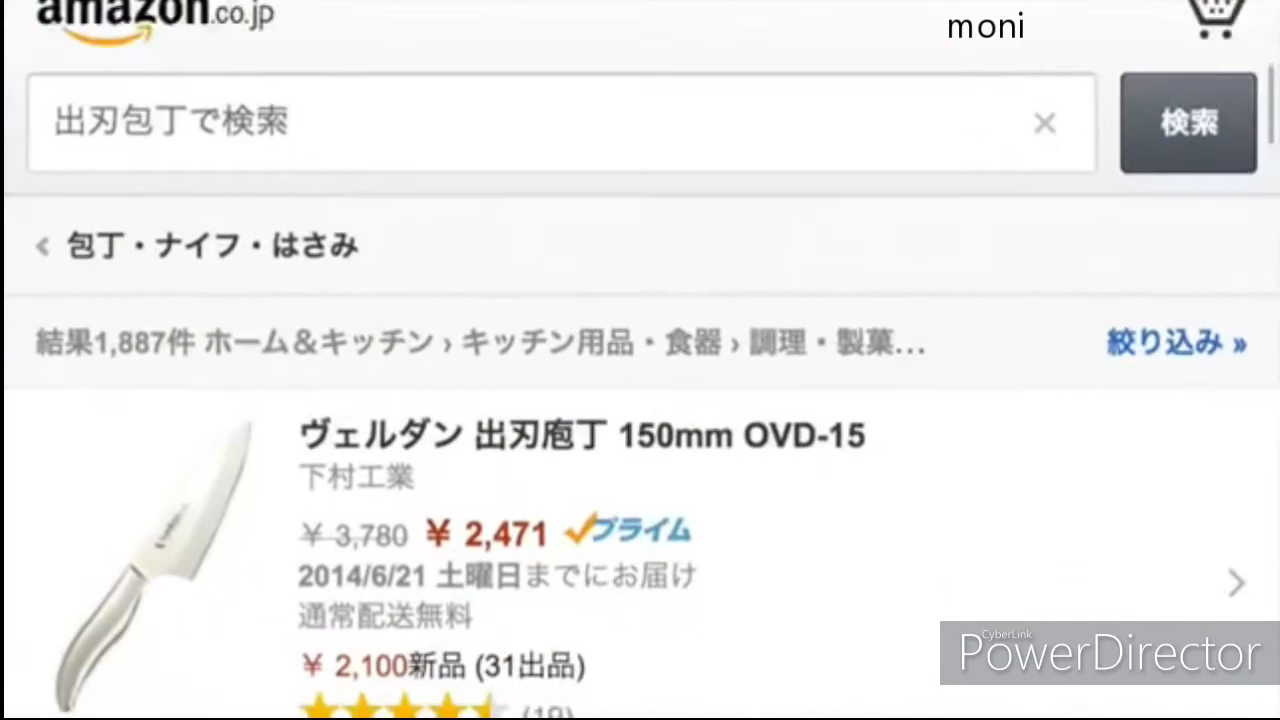 amazon.co.jp
moni
出刃包丁で検索
×
検索
‹ 包丁・ナイフ・はさみ
結果1,887件 ホーム＆キッチン › キッチン用品・食器 › 調理・製菓...
絞り込み »
ヴェルダン 出刃庖丁 150mm OVD-15
下村工業
￥ 3,780 ￥ 2,471 プライム
2014/6/21 土曜日までにお届け
通常配送無料
￥ 2,100新品 (31出品)
(19)
CyberLink
PowerDirector